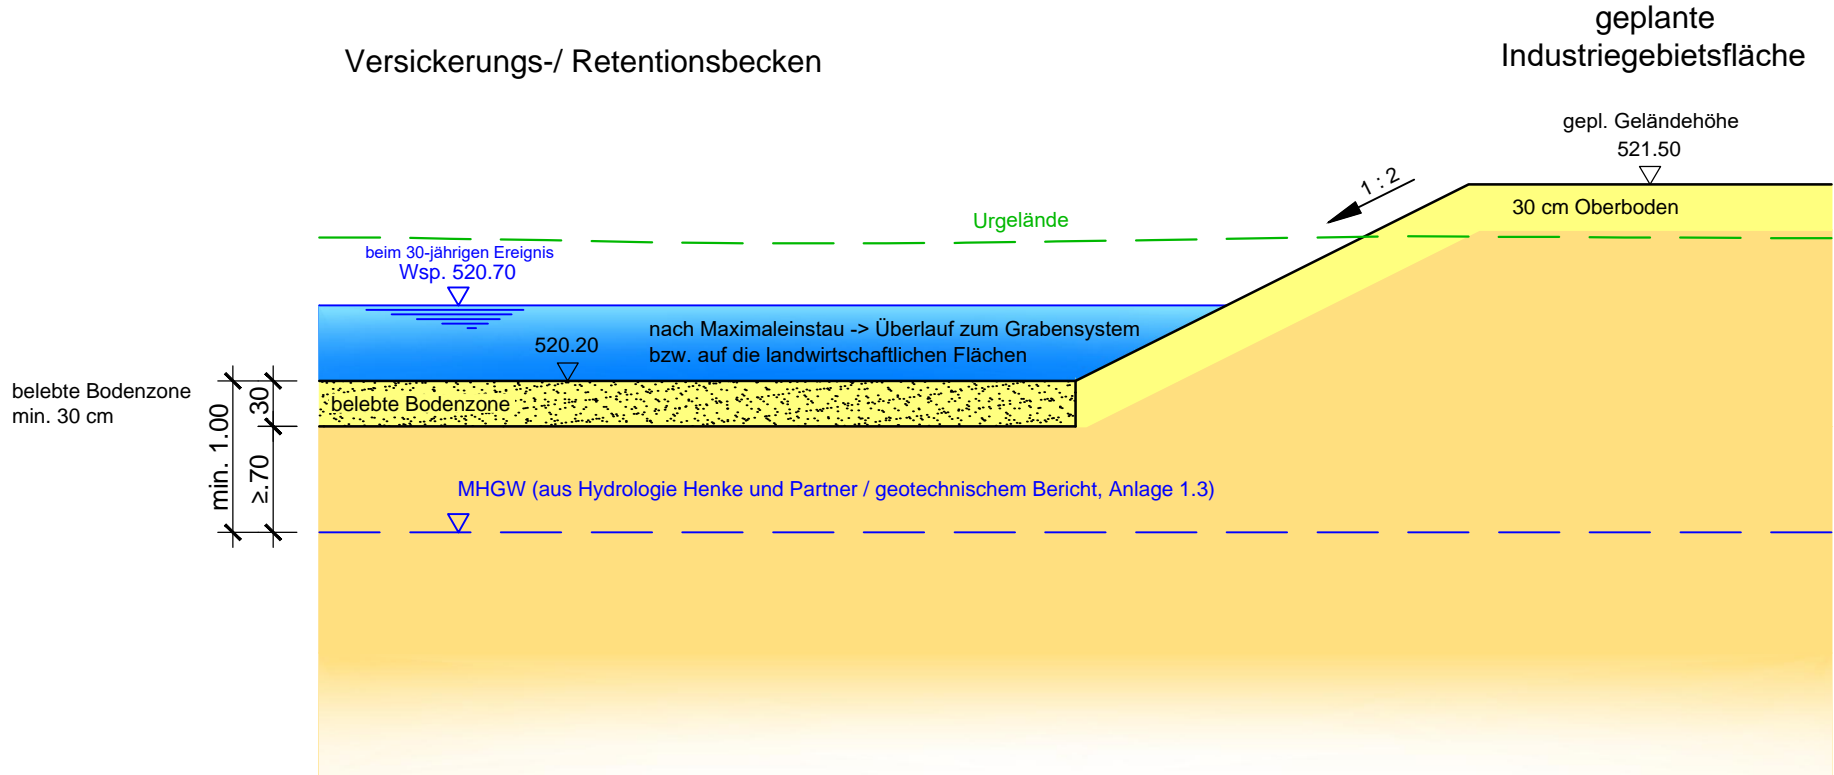 geplante
Industriegebietsfläche
Versickerungs-/ Retentionsbecken
gepl. Geländehöhe
521.50
1 : 2
30 cm Oberboden
Urgelände
beim 30-jährigen Ereignis
Wsp. 520.70
nach Maximaleinstau -> Überlauf zum Grabensystem
bzw. auf die landwirtschaftlichen Flächen
520.20
belebte Bodenzone
min. 30 cm
belebte Bodenzone
min. 1.00
.30
≥.70
MHGW (aus Hydrologie Henke und Partner / geotechnischem Bericht, Anlage 1.3)